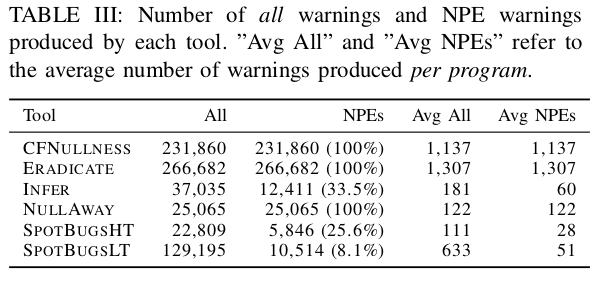 TABLE III: Number of all warnings and NPE warnings
produced by each tool. ”Avg All” and ”Avg NPEs” refer to
the average number of warnings produced per program.
Tool All NPEs Avg All Avg NPEs
CFNULLNESS 231,860 231,860 (100%) 1,137 1,137
ERADICATE 266,682 266,682 (100%) 1,307 1,307
INFER 37,035 12,411 (33.5%) 181 60
NULLAWAY 25,065 25,065 (100%) 122 122
SPOTBUGSHT 22,809 5,846 (25.6%) 111 28
SPOTBUGSLT 129,195 10,514 (8.1%) 633 51